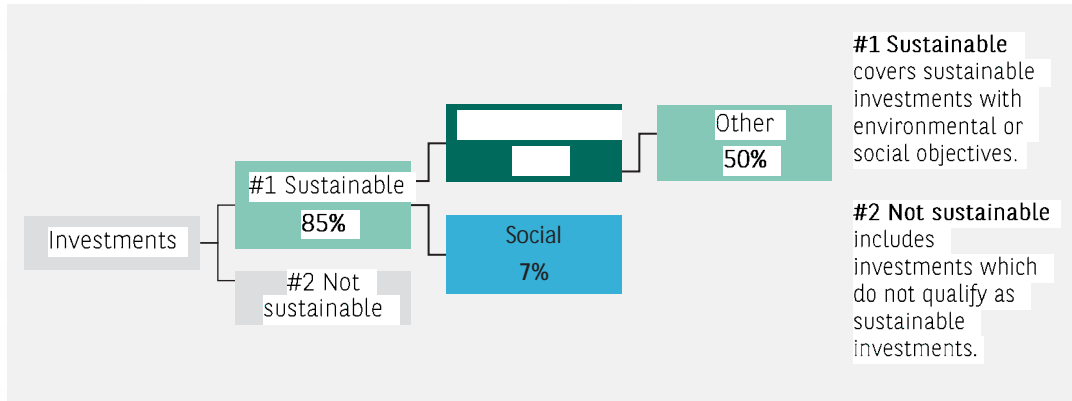 Investments
#1 Sustainable
85%
#2 Not
sustainable
Social
7%
Other
50%
#1 Sustainable
covers sustainable
investments with
environmental or
social objectives.
#2 Not sustainable
includes
investments which
do not qualify as
sustainable
investments.